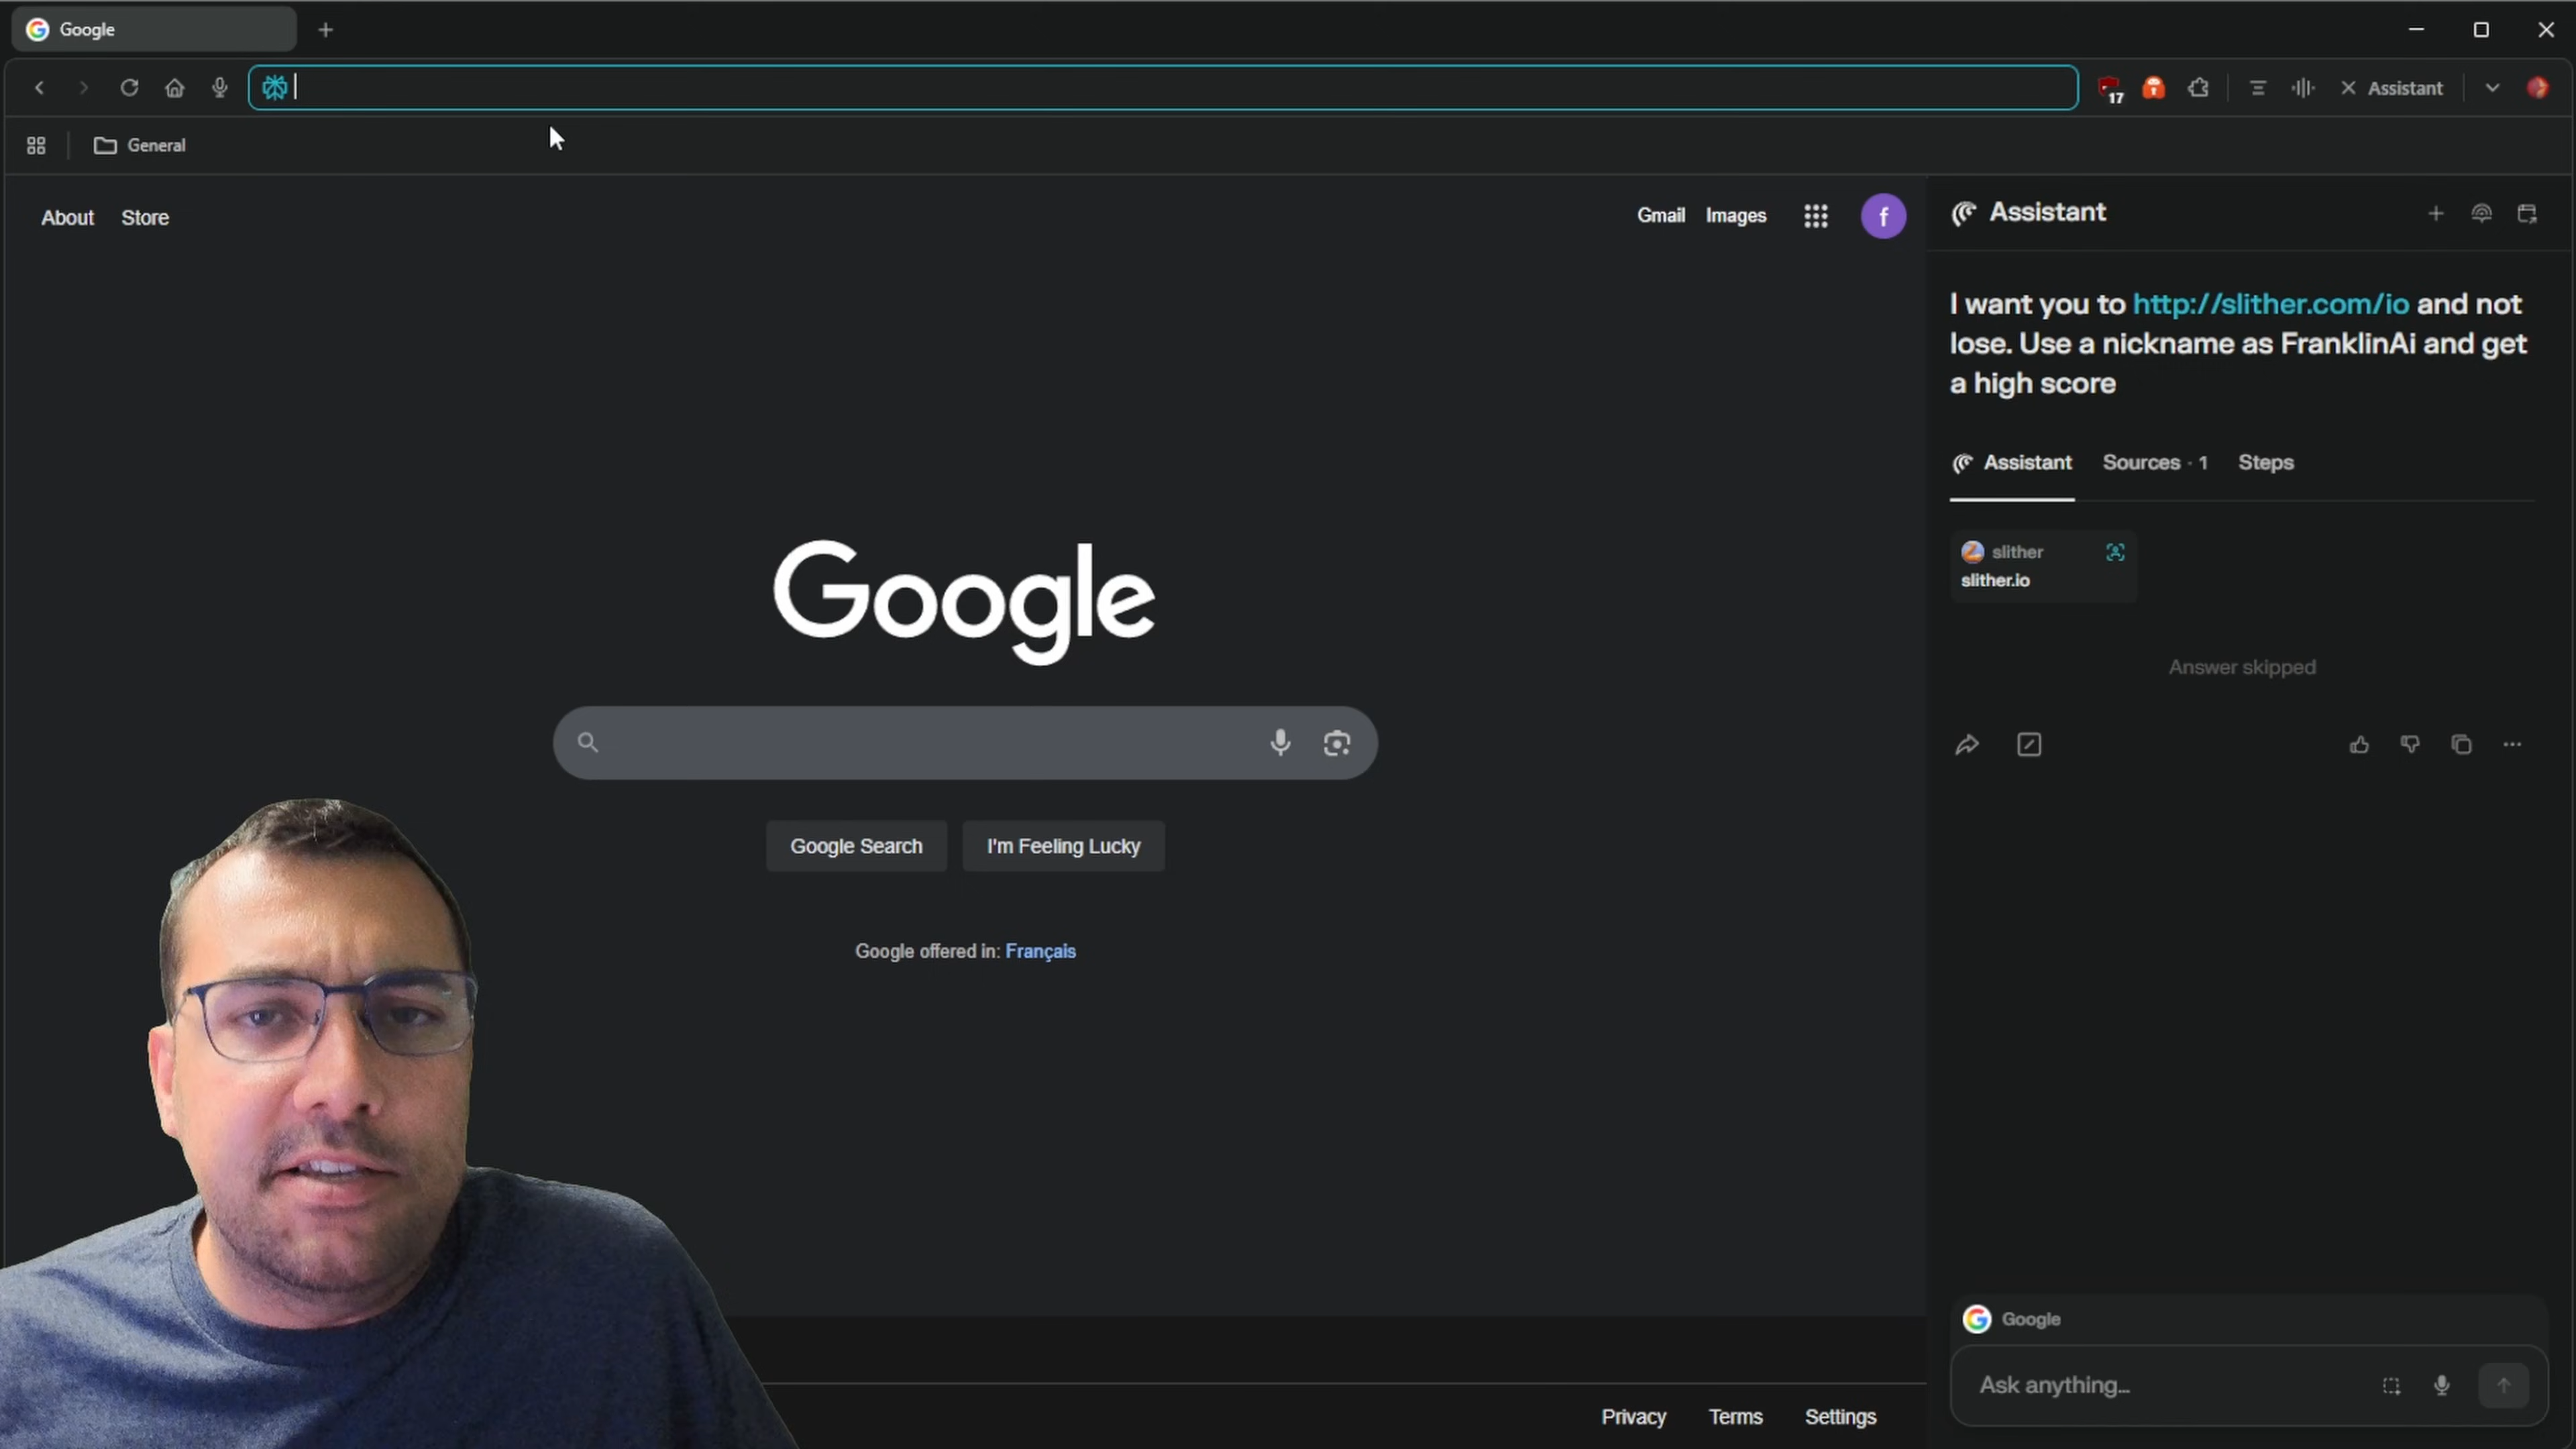 Google
17
Assistant
General
About Store
Gmail Images
f
Assistant
I want you to http://slither.com/io and not
lose. Use a nickname as FranklinAi and get
a high score
Assistant Sources · 1 Steps
slither
slither.io
Answer skipped
Google
Google Search
I'm Feeling Lucky
Google offered in: Français
Google
Ask anything…
Privacy Terms Settings